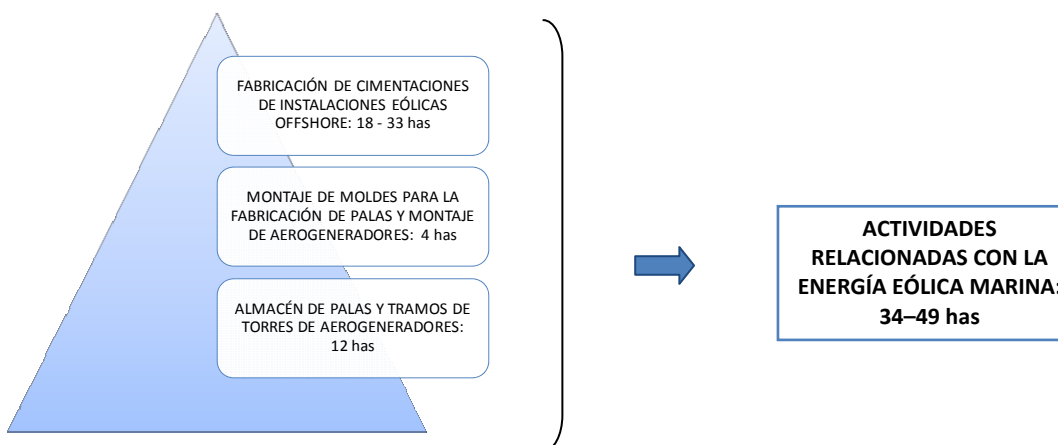 FABRICACIÓN DE CIMENTACIONES
DE INSTALACIONES EÓLICAS
OFFSHORE: 18 - 33 has
MONTAJE DE MOLDES PARA LA
FABRICACIÓN DE PALAS Y MONTAJE
DE AEROGENERADORES: 4 has
ALMACÉN DE PALAS Y TRAMOS DE
TORRES DE AEROGENERADORES:
12 has
ACTIVIDADES
RELACIONADAS CON LA
ENERGÍA EÓLICA MARINA:
34–49 has